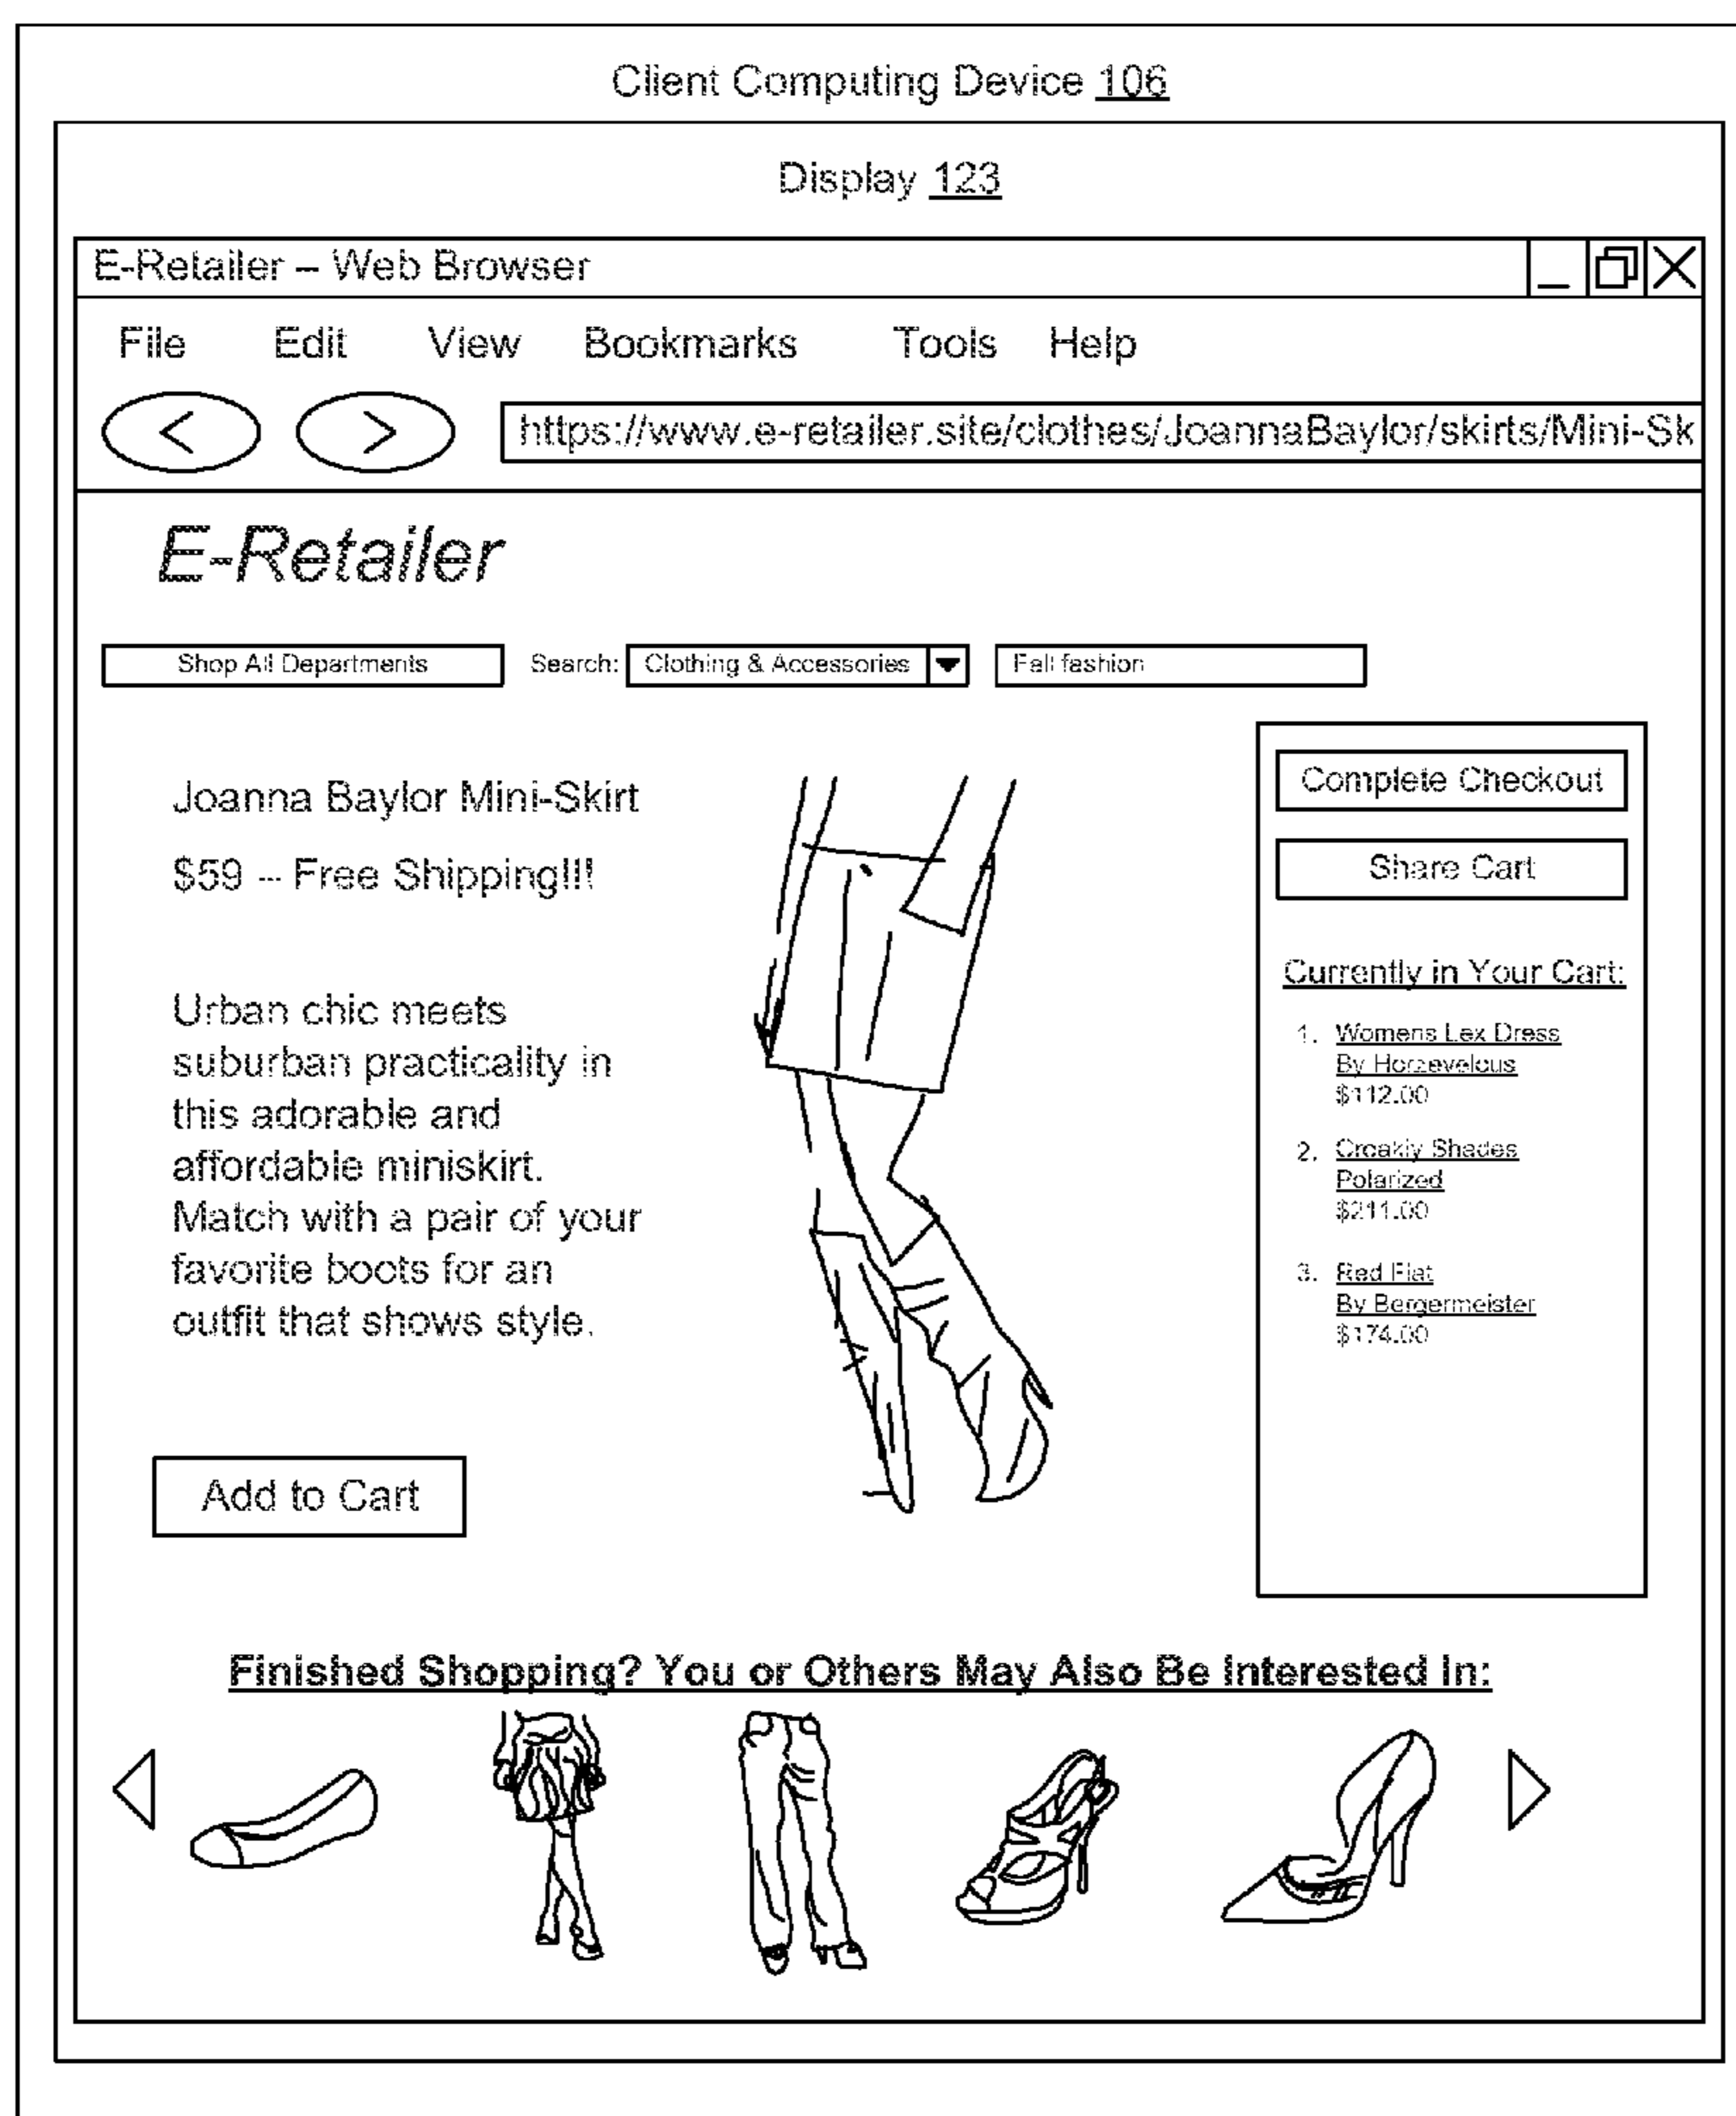 Client Computing Device 106
Display 123
E-Retailer – Web Browser
File Edit View Bookmarks Tools Help
< > https://www.e-retailer.site/clothes/JoannaBaylor/skirts/Mini-Sk
E-Retailer
Shop All Departments Search: Clothing & Accessories Fall fashion
Joanna Baylor Mini-Skirt
$59 -- Free Shipping!!!
Urban chic meets
suburban practicality in
this adorable and
affordable miniskirt.
Match with a pair of your
favorite boots for an
outfit that shows style.
Add to Cart
Complete Checkout
Share Cart
Currently in Your Cart:
1. Womens Lex Dress
By Horzevelous
$112.00
2. Croakly Shades
Polarized
$211.00
3. Red Flat
By Bergermeister
$174.00
Finished Shopping? You or Others May Also Be Interested In: